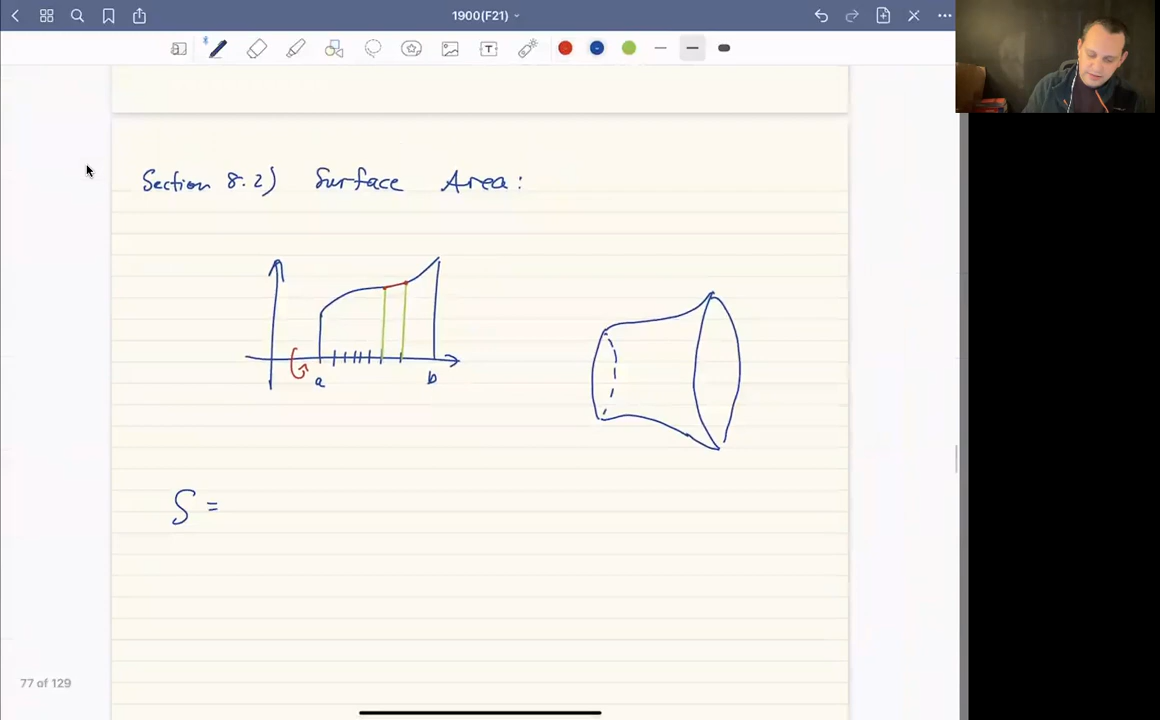 1900(F21)
Section 8.2) Surface Area:
a b
S =
77 of 129